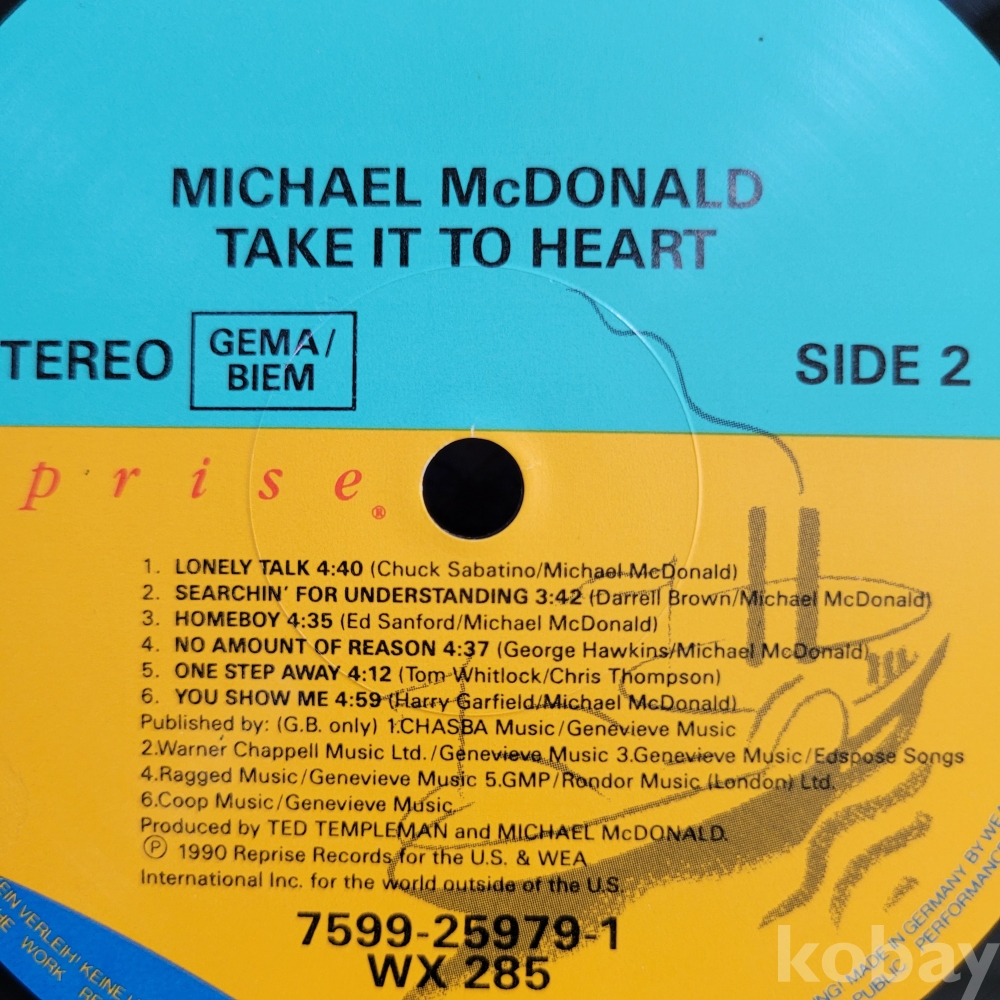 MICHAEL McDONALD
TAKE IT TO HEART
TEREO
GEMA/
BIEM
SIDE 2
prise®
1. LONELY TALK 4:40 (Chuck Sabatino/Michael McDonald)
2. SEARCHIN' FOR UNDERSTANDING 3:42 (Darrell Brown/Michael McDonald)
3. HOMEBOY 4:35 (Ed Sanford/Michael McDonald)
4. NO AMOUNT OF REASON 4:37 (George Hawkins/Michael McDonald)
5. ONE STEP AWAY 4:12 (Tom Whitlock/Chris Thompson)
6. YOU SHOW ME 4:59 (Harry Garfield/Michael McDonald)
Published by: (G.B. only) 1.CHASBA Music/Genevieve Music
2.Warner Chappell Music Ltd./Genevieve Music 3.Genevieve Music/Edspose Songs
4.Ragged Music/Genevieve Music 5.GMP/Rondor Music (London) Ltd.
6.Coop Music/Genevieve Music.
Produced by TED TEMPLEMAN and MICHAEL McDONALD.
Ⓟ 1990 Reprise Records for the U.S. & WEA
International Inc. for the world outside of the U.S.
7599-25979-1
WX 285
EIN VERLEIH! KEINE
WORK
MADE IN GERMANY BY WE
PERFORMANCE
PUBLIC
kobay